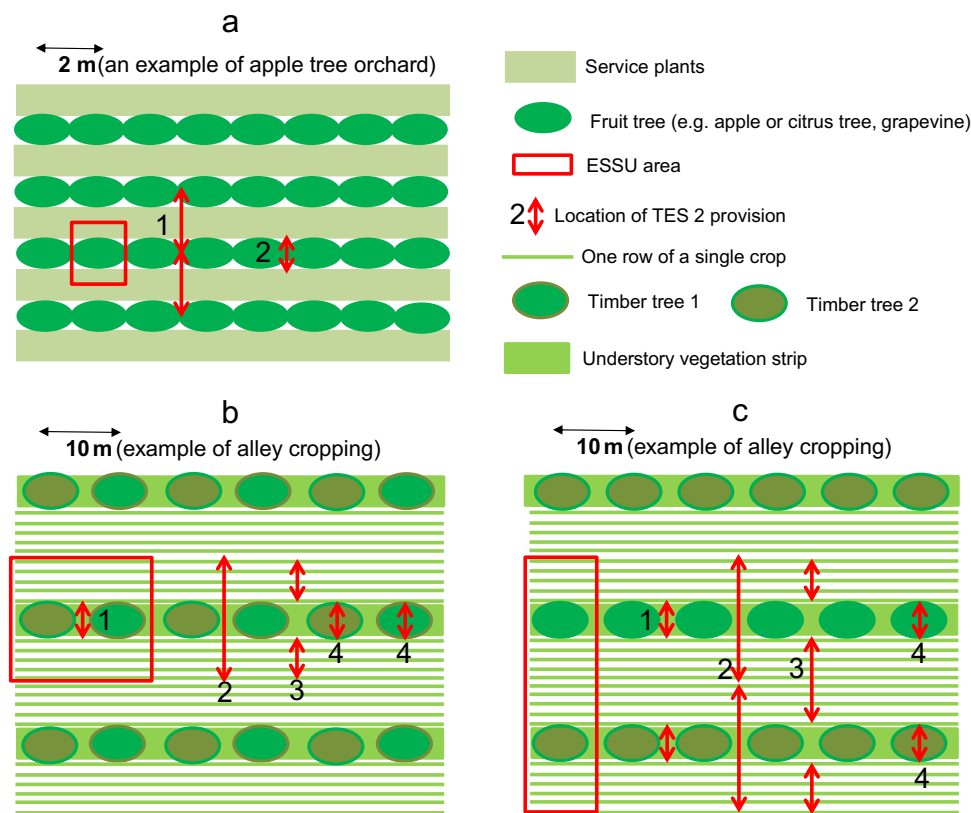 a
2 m (an example of apple tree orchard)
1
2
Service plants
Fruit tree (e.g. apple or citrus tree, grapevine)
ESSU area
2 Location of TES 2 provision
One row of a single crop
Timber tree 1
Timber tree 2
Understory vegetation strip
b
10 m (example of alley cropping)
1
4
4
2
3
c
10 m (example of alley cropping)
1
4
2
3
4